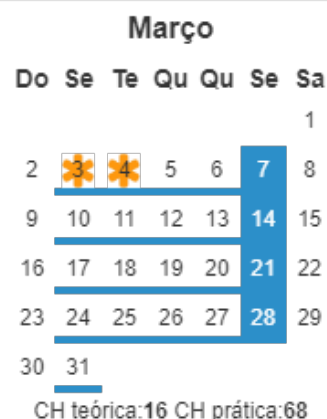 Março
Do Se Te Qu Qu Se Sa
1
2 3 4 5 6 7 8
9 10 11 12 13 14 15
16 17 18 19 20 21 22
23 24 25 26 27 28 29
30 31
CH teórica:16 CH prática:68